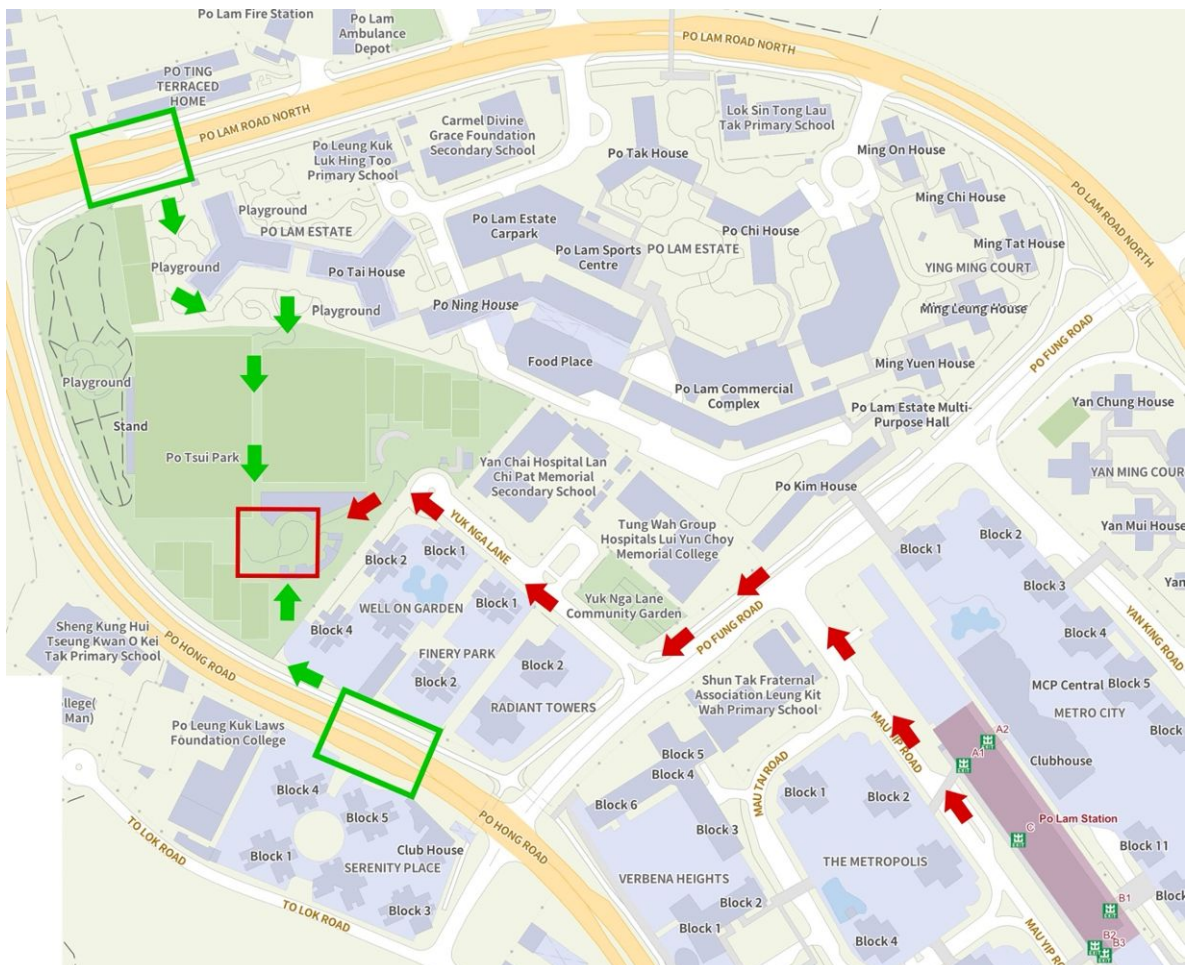 Po Lam Fire Station
Po Lam
Ambulance
Depot
PO LAM ROAD NORTH
PO TING
TERRACED
HOME
PO LAM ROAD NORTH
Carmel Divine
Grace Foundation
Secondary School
Lok Sin Tong Lau
Tak Primary School
Po Leung Kuk
Luk Hing Too
Primary School
Po Tak House
Ming On House
PO LAM ROAD NORTH
Ming Chi House
Playground
PO LAM ESTATE
Po Lam Estate
Carpark
Po Chi House
Po Lam Sports
Centre
PO LAM ESTATE
Ming Tat House
YING MING COURT
Playground
Po Tai House
Po Ning House
Playground
Ming Leung House
PO FUNG ROAD
Food Place
Ming Yuen House
Playground
Po Lam Commercial
Complex
Yan Chung House
Stand
Po Lam Estate Multi-
Purpose Hall
Po Tsui Park
Yan Chai Hospital Lan
Chi Pat Memorial
Secondary School
YAN MING COUR
Po Kim House
YUK NGA LANE
Tung Wah Group
Hospitals Lui Yun Choy
Memorial College
Block 2
Yan Mui House
Block 1
Block 1
Block 2
Block 3
Yan
WELL ON GARDEN
Block 1
Yuk Nga Lane
Community Garden
PO FUNG ROAD
Block 4
Block 4
YAN KING ROAD
Sheng Kung Hui
Tseung Kwan O Kei
Tak Primary School
PO HONG ROAD
FINERY PARK
Block 2
Block 2
Shun Tak Fraternal
Association Leung Kit
Wah Primary School
MCP Central
Block 5
METRO CITY
llege(
Man)
RADIANT TOWERS
MAU YIP ROAD
A2
Po Leung Kuk Laws
Foundation College
Block 5
Block 4
MAU TAI ROAD
A1
Block
Clubhouse
Block 4
Block 6
Block 1
Block 2
Block 5
PO HONG ROAD
Block 3
C
Po Lam Station
Block 1
Club House
SERENITY PLACE
TO LOK ROAD
THE METROPOLIS
Block 11
VERBENA HEIGHTS
Block 2
B1
TO LOK ROAD
Block 3
Block 1
Block 4
MAU YIP ROAD
B2
B3